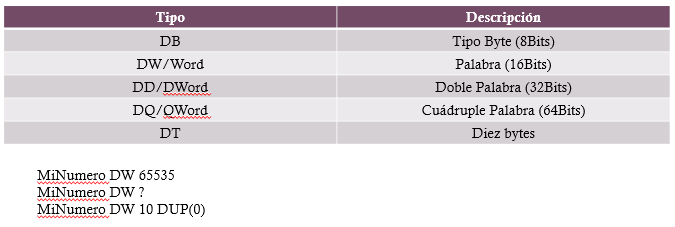 Tipo Descripción
DB Tipo Byte (8Bits)
DW/Word Palabra (16Bits)
DD/DWord Doble Palabra (32Bits)
DQ/QWord Cuádruple Palabra (64Bits)
DT Diez bytes
MiNumero DW 65535
MiNumero DW ?
MiNumero DW 10 DUP(0)